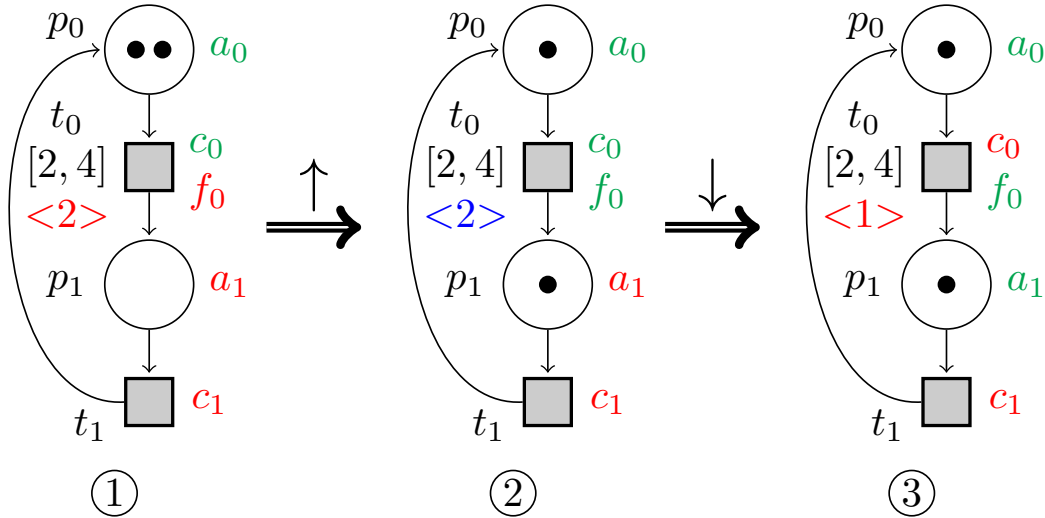 p₀ a₀
t₀ c₀
[2, 4] f₀
<2>
p₁ a₁
t₁ c₁
①
↑
p₀ a₀
t₀ c₀
[2, 4] f₀
<2>
p₁ a₁
t₁ c₁
②
↓
p₀ a₀
t₀ c₀
[2, 4] f₀
<1>
p₁ a₁
t₁ c₁
③